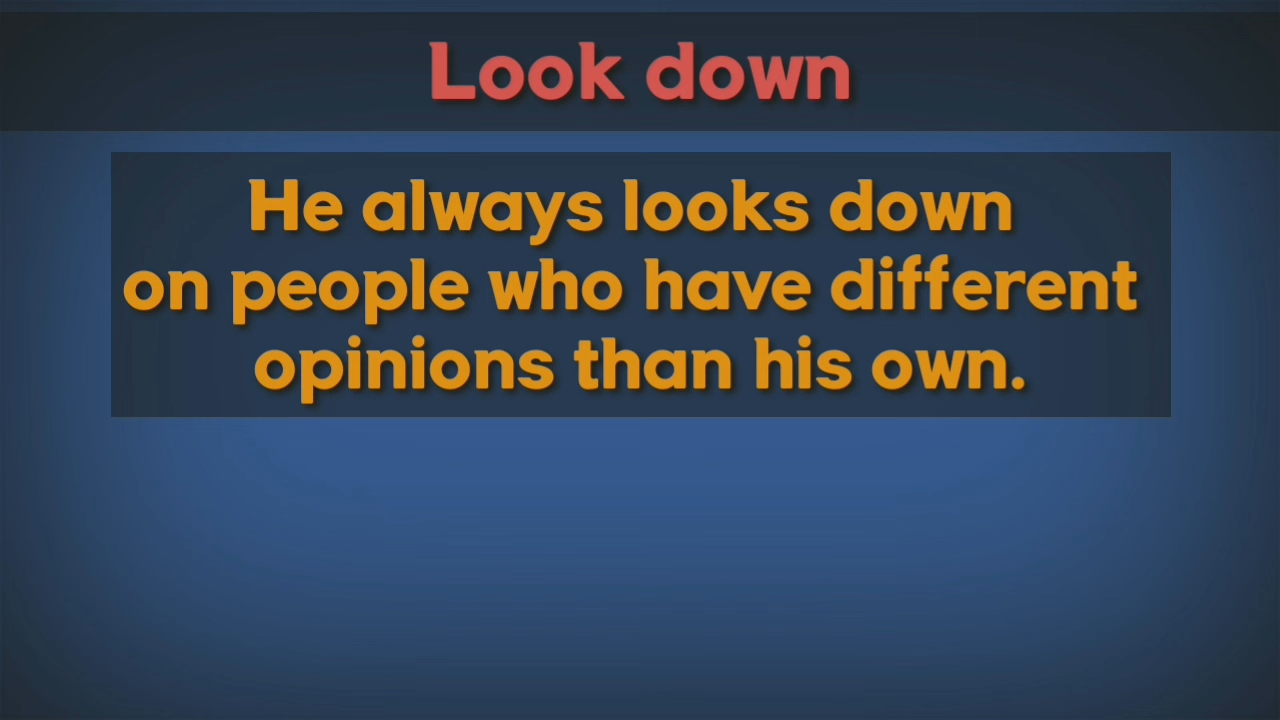 Look down
He always looks down
on people who have different
opinions than his own.